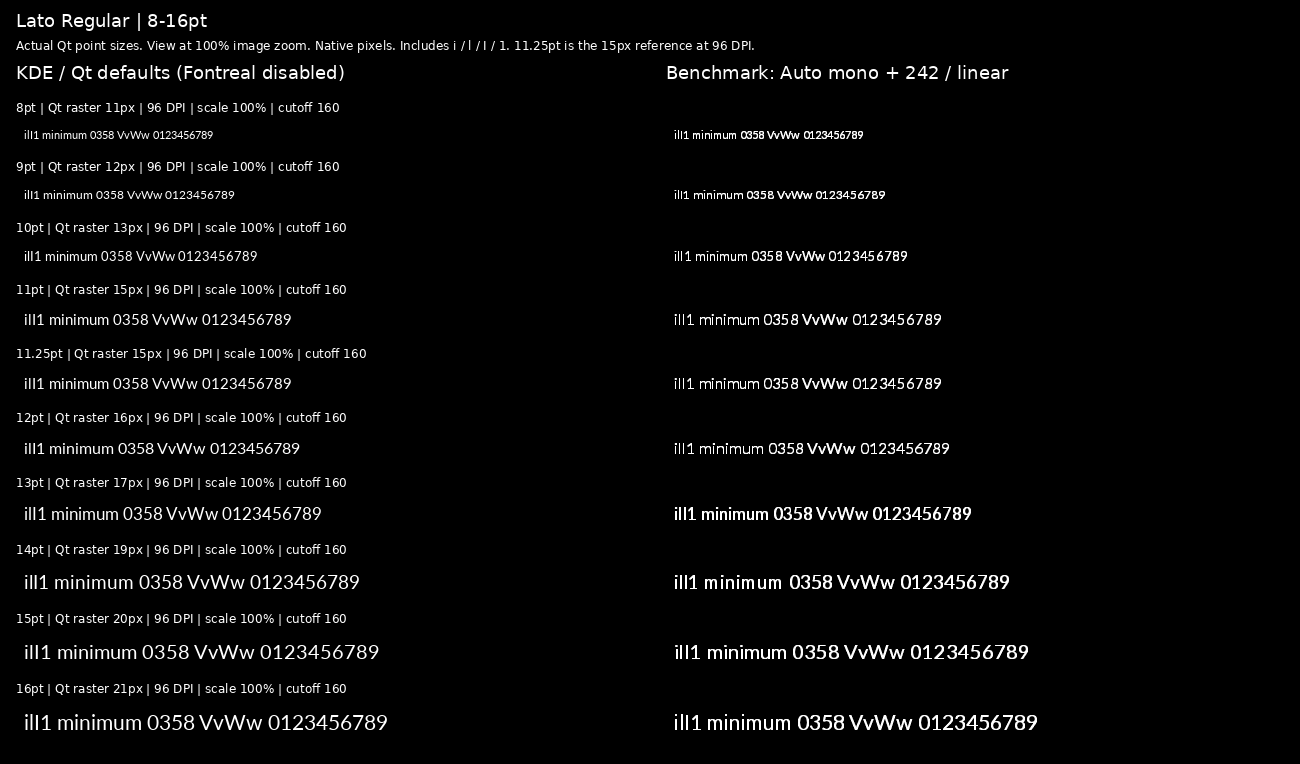 Lato Regular | 8-16pt
Actual Qt point sizes. View at 100% image zoom. Native pixels. Includes i / l / I / 1. 11.25pt is the 15px reference at 96 DPI.
KDE / Qt defaults (Fontreal disabled)
Benchmark: Auto mono + 242 / linear
8pt | Qt raster 11px | 96 DPI | scale 100% | cutoff 160
ilI1 minimum 0358 VvWw 0123456789
ilI1 minimum 0358 VvWw 0123456789
9pt | Qt raster 12px | 96 DPI | scale 100% | cutoff 160
ilI1 minimum 0358 VvWw 0123456789
ilI1 minimum 0358 VvWw 0123456789
10pt | Qt raster 13px | 96 DPI | scale 100% | cutoff 160
ilI1 minimum 0358 VvWw 0123456789
ilI1 minimum 0358 VvWw 0123456789
11pt | Qt raster 15px | 96 DPI | scale 100% | cutoff 160
ilI1 minimum 0358 VvWw 0123456789
ilI1 minimum 0358 VvWw 0123456789
11.25pt | Qt raster 15px | 96 DPI | scale 100% | cutoff 160
ilI1 minimum 0358 VvWw 0123456789
ilI1 minimum 0358 VvWw 0123456789
12pt | Qt raster 16px | 96 DPI | scale 100% | cutoff 160
ilI1 minimum 0358 VvWw 0123456789
ilI1 minimum 0358 VvWw 0123456789
13pt | Qt raster 17px | 96 DPI | scale 100% | cutoff 160
ilI1 minimum 0358 VvWw 0123456789
ilI1 minimum 0358 VvWw 0123456789
14pt | Qt raster 19px | 96 DPI | scale 100% | cutoff 160
ilI1 minimum 0358 VvWw 0123456789
ilI1 minimum 0358 VvWw 0123456789
15pt | Qt raster 20px | 96 DPI | scale 100% | cutoff 160
ilI1 minimum 0358 VvWw 0123456789
ilI1 minimum 0358 VvWw 0123456789
16pt | Qt raster 21px | 96 DPI | scale 100% | cutoff 160
ilI1 minimum 0358 VvWw 0123456789
ilI1 minimum 0358 VvWw 0123456789